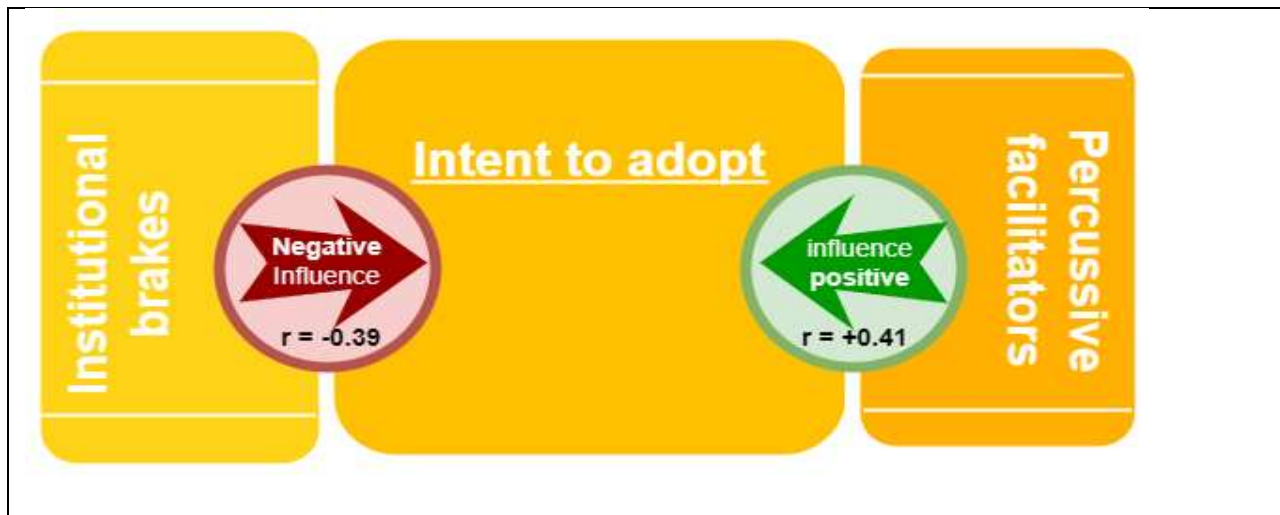 Institutional
brakes
Intent to adopt
Negative
Influence
r = -0.39
influence
positive
r = +0.41
Percussive
facilitators